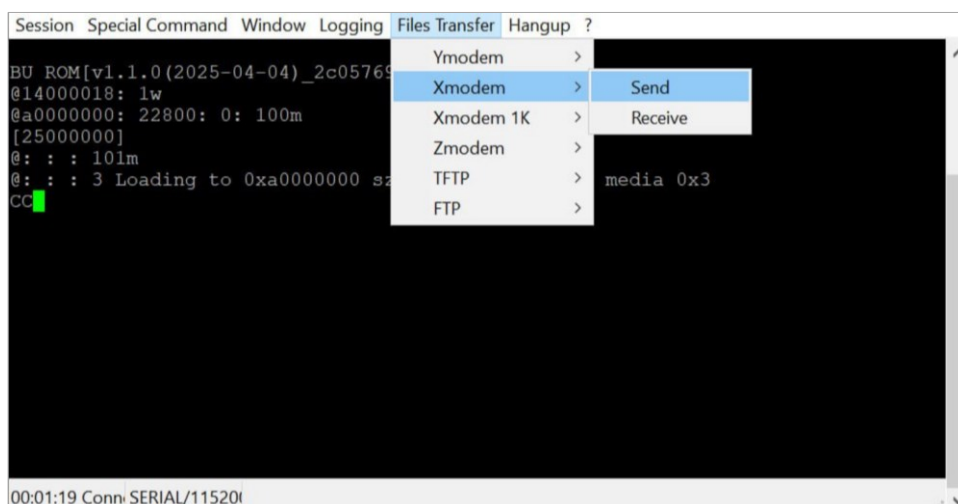 Session Special Command Window Logging Files Transfer Hangup ?
BU ROM[v1.1.0(2025-04-04)_2c05769
@14000018: 1w
@a0000000: 22800: 0: 100m
[25000000]
@: : : 101m
@: : : 3 Loading to 0xa0000000 sz media 0x3
CC
Ymodem >
Xmodem >
Xmodem 1K >
Zmodem >
TFTP >
FTP >
Send
Receive
00:01:19 Conn SERIAL/11520